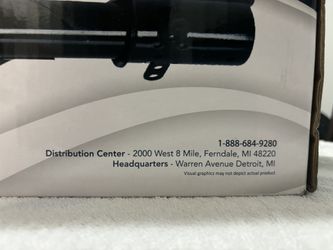 1-888-684-9280
Distribution Center - 2000 West 8 Mile, Ferndale, MI 48220
Headquarters - Warren Avenue Detroit, MI
Visual graphics may not depict actual product